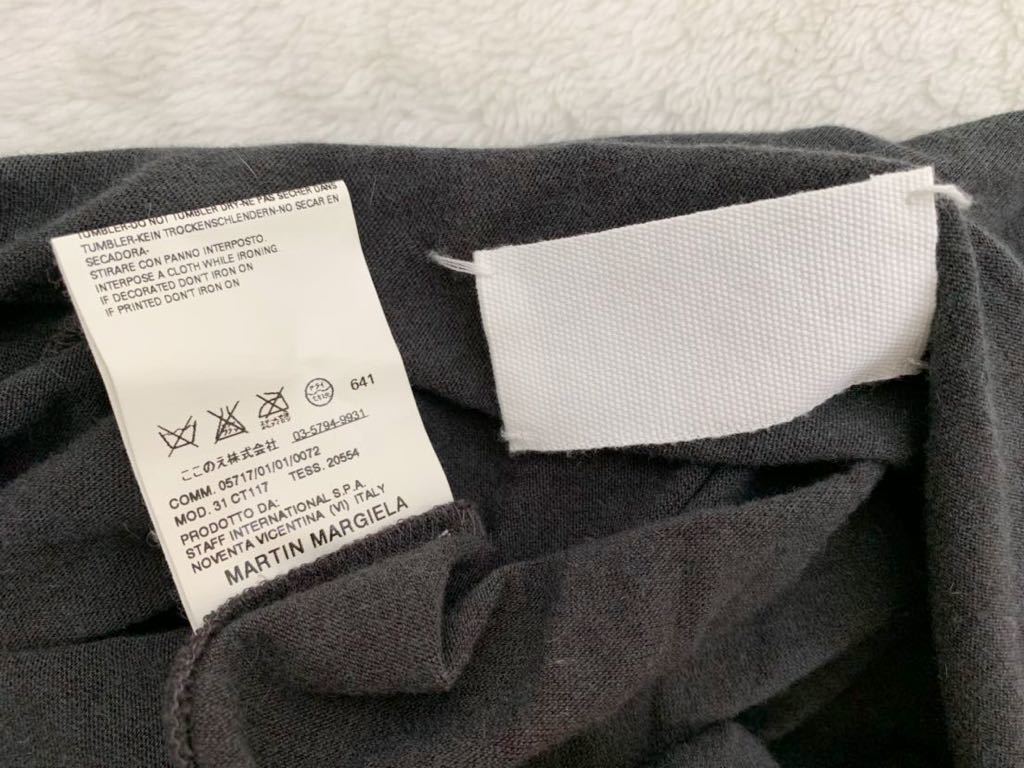 TUMBLER-DO NOT TUMBLER DRY-NE PAS SECHER DANS
TUMBLER-KEIN TROCKENSCHLENDERN-NO SECAR EN
SECADORA-
STIRARE CON PANNO INTERPOSTO.
INTERPOSE A CLOTH WHILE IRONING.
IF DECORATED DON'T IRON ON
IF PRINTED DON'T IRON ON
641
ここのえ株式会社 03-5794-9931
COMM. 05717/01/01/0072
MOD. 31 CT117 TESS. 20554
PRODOTTO DA:
STAFF INTERNATIONAL S.P.A.
NOVENTA VICENTINA (VI) ITALY
MARTIN MARGIELA